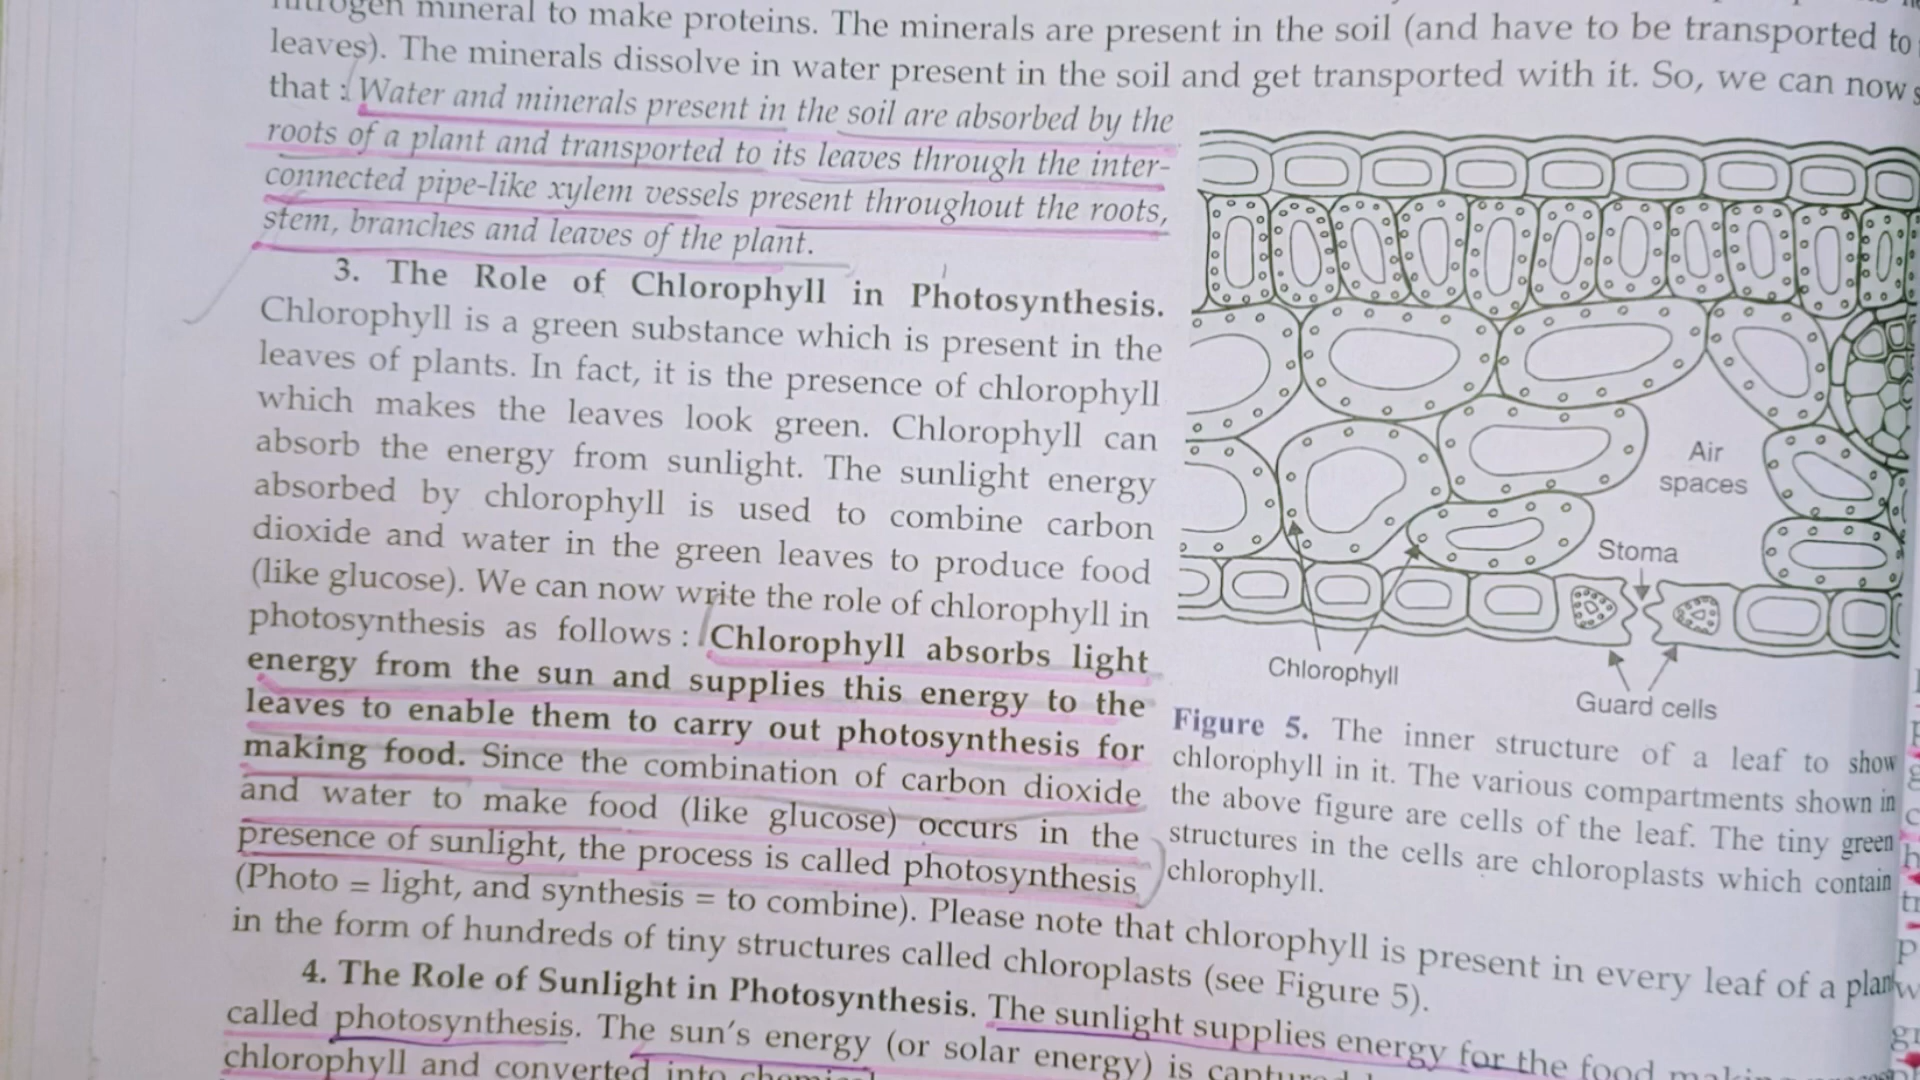 nitrogen mineral to make proteins. The minerals are present in the soil (and have to be transported to
leaves). The minerals dissolve in water present in the soil and get transported with it. So, we can now
that : Water and minerals present in the soil are absorbed by the
roots of a plant and transported to its leaves through the inter-
connected pipe-like xylem vessels present throughout the roots,
stem, branches and leaves of the plant.
3. The Role of Chlorophyll in Photosynthesis.
Chlorophyll is a green substance which is present in the
leaves of plants. In fact, it is the presence of chlorophyll
which makes the leaves look green. Chlorophyll can
absorb the energy from sunlight. The sunlight energy
absorbed by chlorophyll is used to combine carbon
dioxide and water in the green leaves to produce food
(like glucose). We can now write the role of chlorophyll in
photosynthesis as follows : Chlorophyll absorbs light
energy from the sun and supplies this energy to the
leaves to enable them to carry out photosynthesis for
making food. Since the combination of carbon dioxide
and water to make food (like glucose) occurs in the
presence of sunlight, the process is called photosynthesis
(Photo = light, and synthesis = to combine). Please note that chlorophyll is present in every leaf of a plant
in the form of hundreds of tiny structures called chloroplasts (see Figure 5).
4. The Role of Sunlight in Photosynthesis. The sunlight supplies energy for the food
called photosynthesis. The sun's energy (or solar energy) is
chlorophyll and converted into
Air
spaces
Stoma
Chlorophyll
Guard cells
Figure 5. The inner structure of a leaf to show
chlorophyll in it. The various compartments shown in
the above figure are cells of the leaf. The tiny green
structures in the cells are chloroplasts which contain
chlorophyll.